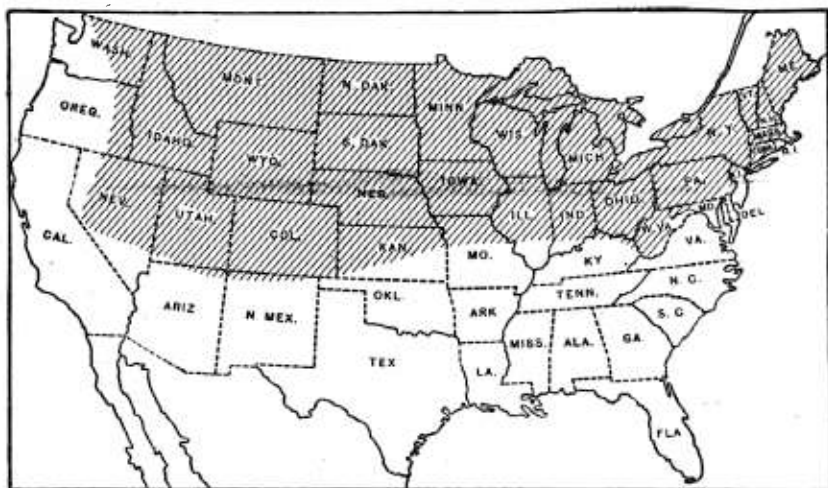 WASH.
MONT.
N. DAK.
MINN
ME.
OREG.
IDAHO.
S. DAK
WIS.
MICH
N.Y.
VT.
N.H.
MASS.
R.I.
WYO.
NEV.
UTAH.
COL.
NEB.
IOWA
ILL.
IND.
OHIO
PA.
N.J.
MD.
DEL
W.VA.
VA.
CAL.
KAN.
MO.
KY
ARIZ
N. MEX.
OKL
ARK
TENN.
N. C.
S. C
TEX
LA.
MISS.
ALA.
GA.
FLA